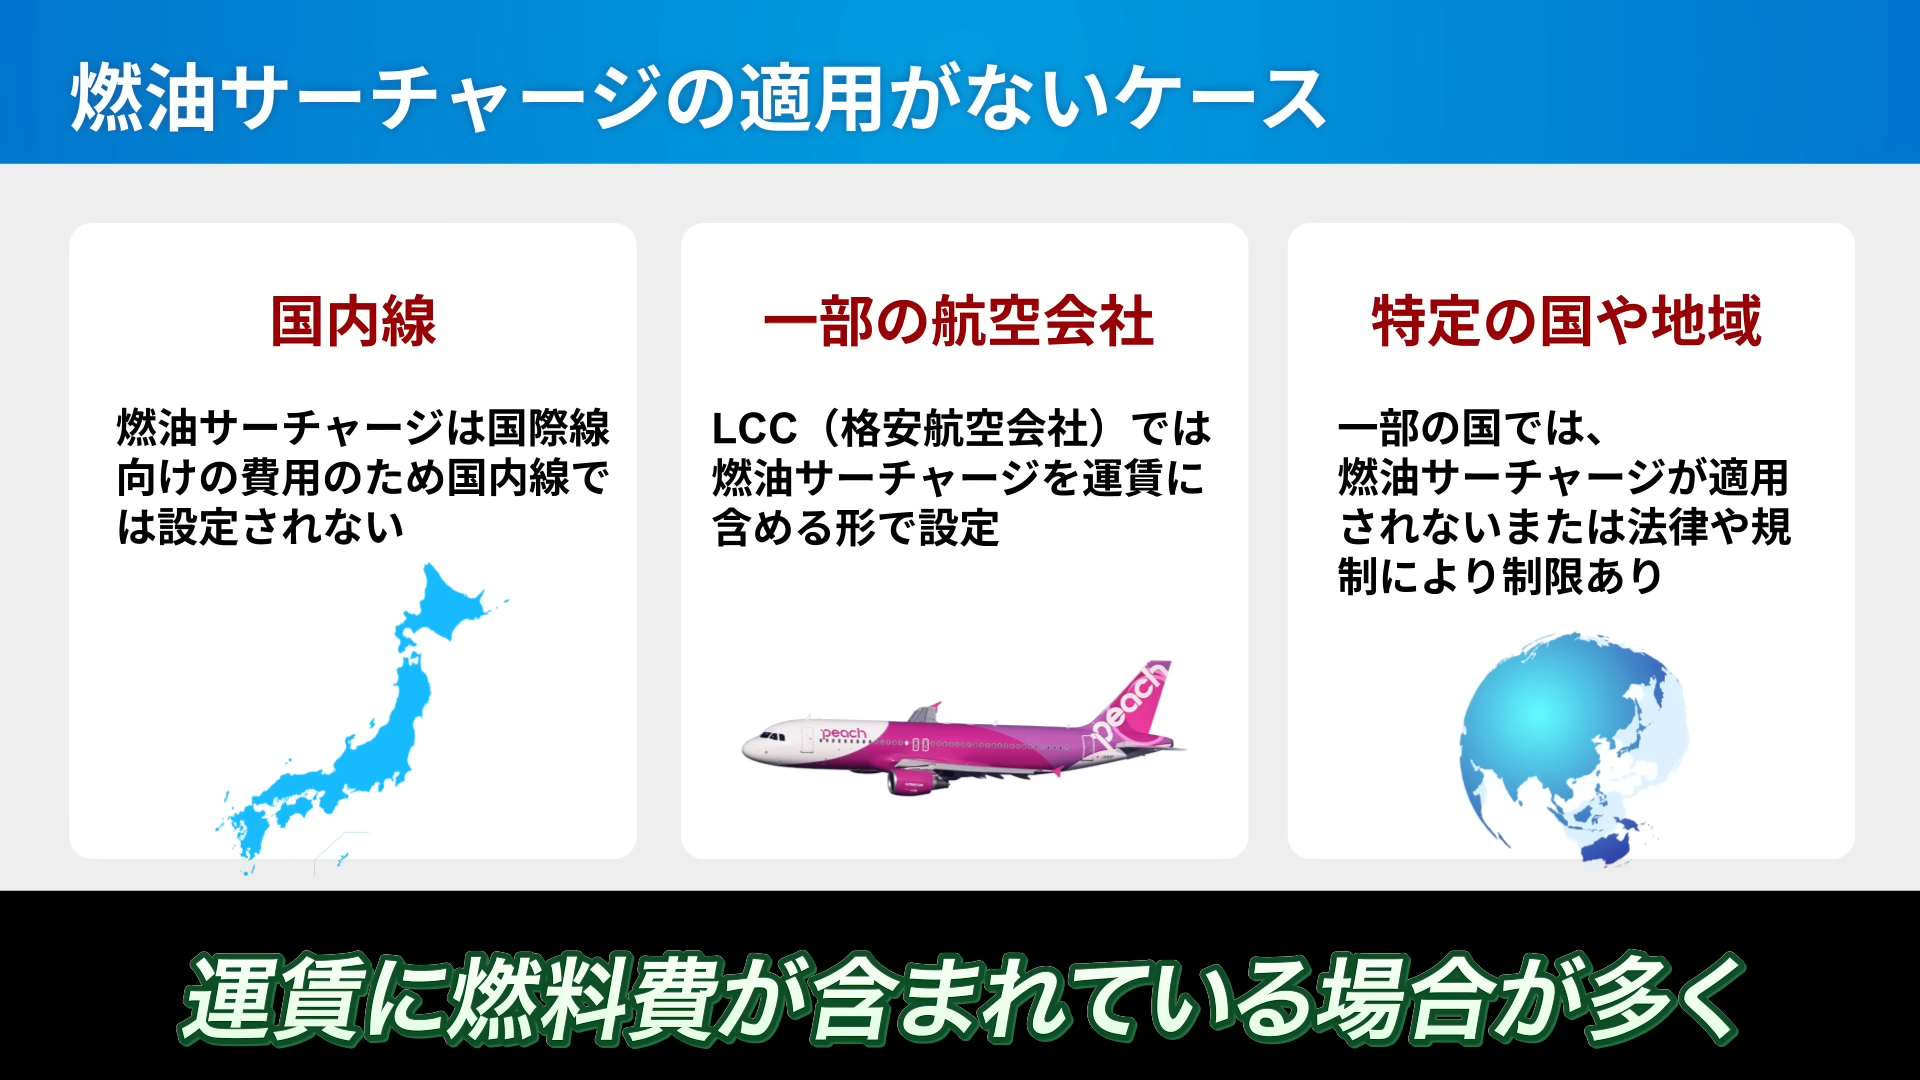 燃油サーチャージの適用がないケース
国内線
燃油サーチャージは国際線
向けの費用のため国内線で
は設定されない
一部の航空会社
LCC（格安航空会社）では
燃油サーチャージを運賃に
含める形で設定
peach
peach
特定の国や地域
一部の国では、
燃油サーチャージが適用
されないまたは法律や規
制により制限あり
運賃に燃料費が含まれている場合が多く